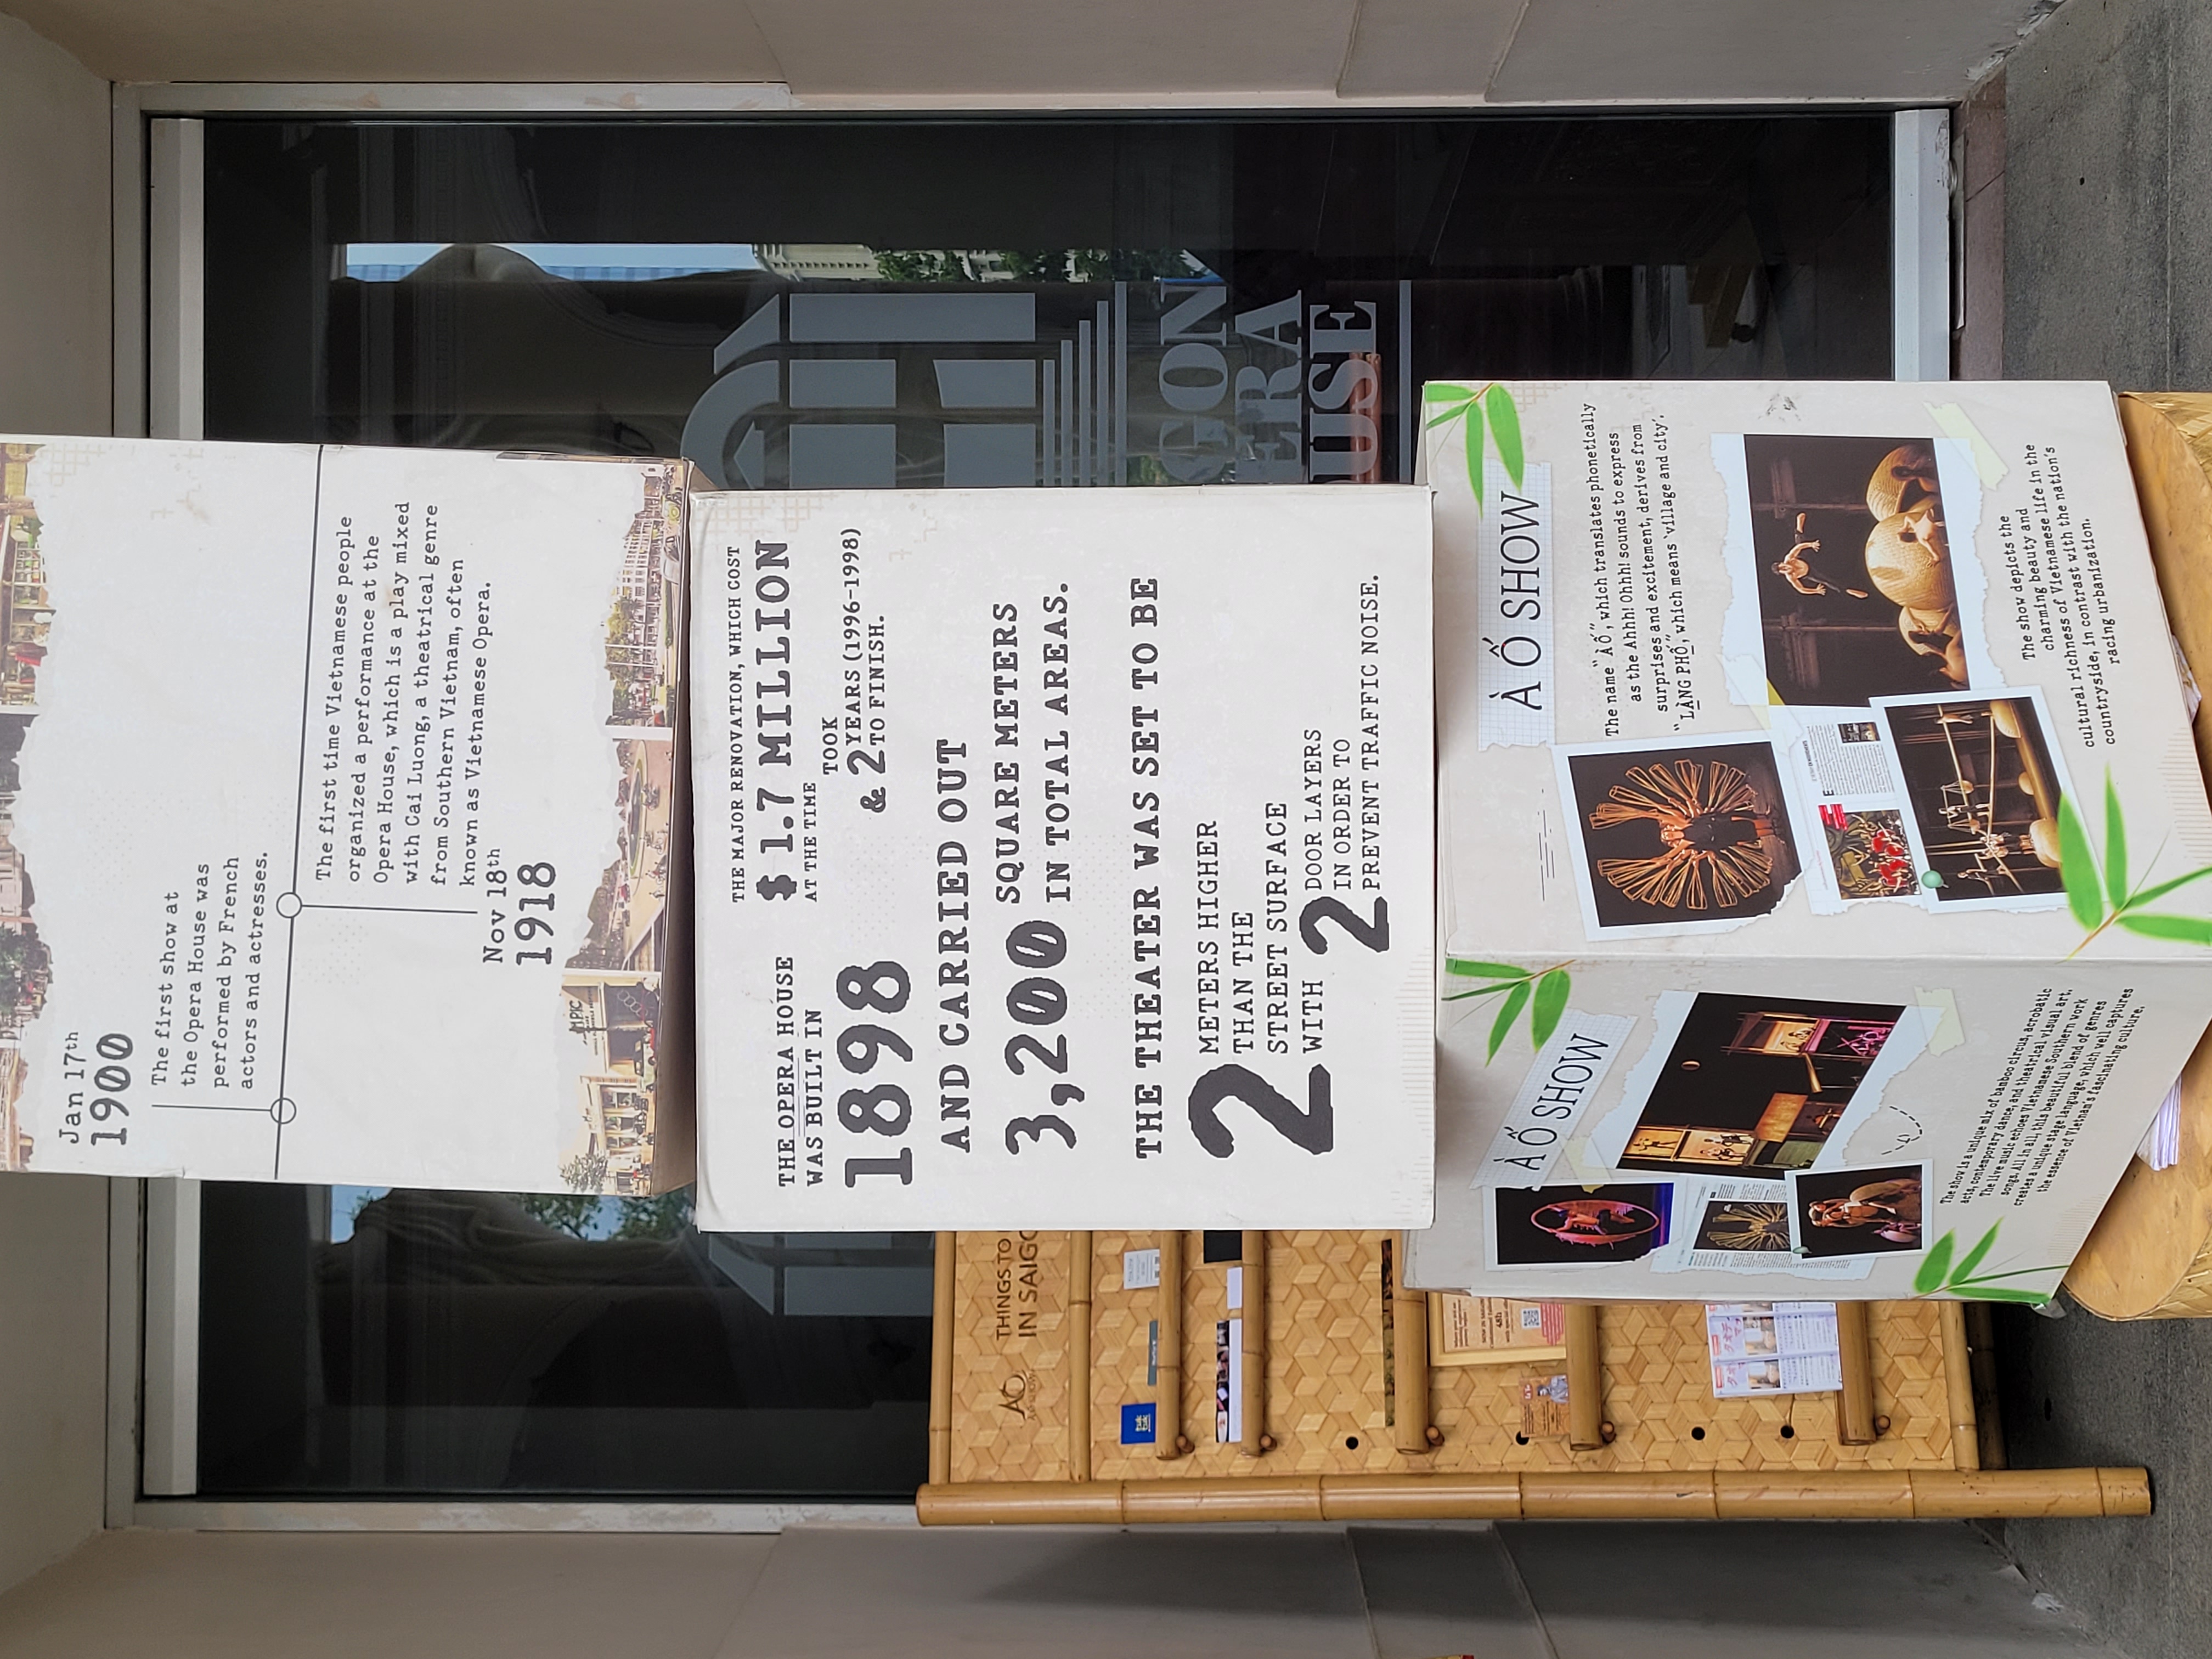 Jan 17th
1900
The first show at
the Opera House was
performed by French
actors and actresses.
The first time Vietnamese people
organized a performance at the
Opera House, which is a play mixed
with Cai Luong, a theatrical genre
from Southern Vietnam, often
known as Vietnamese Opera.
Nov 18th
1918
MPK
THE OPERA HOUSE
WAS BUILT IN
1898
THE MAJOR RENOVATION, WHICH COST
$ 1.7 MILLION
AT THE TIME
TOOK
& 2 YEARS (1996-1998)
TO FINISH.
AND CARRIED OUT
3,200 SQUARE METERS
IN TOTAL AREAS.
THE THEATER WAS SET TO BE
2 METERS HIGHER
THAN THE
STREET SURFACE
WITH 2 DOOR LAYERS
IN ORDER TO
PREVENT TRAFFIC NOISE.
GON
ERA
USE
THINGS TO
IN SAIGO
ÀỐ
À Ố SHOW
The show is a unique mix of bamboo circus, acrobatic
acts, contemporary dance, and theatrical visual art.
The live music echoes Vietnamese Southern work
songs. All in all, this beautiful blend of genres
creates a unique stage language, which well captures
the essence of Vietnam's fascinating culture.
À Ố SHOW
The name “À Ố”, which translates phonetically
as the Ahhh! Ohhh! sounds to express
surprises and excitement, derives from
“LÀNG PHỐ”, which means 'village and city'.
The show depicts the
charming beauty and
cultural richness of Vietnamese life in the
countryside, in contrast with the nation's
racing urbanization.